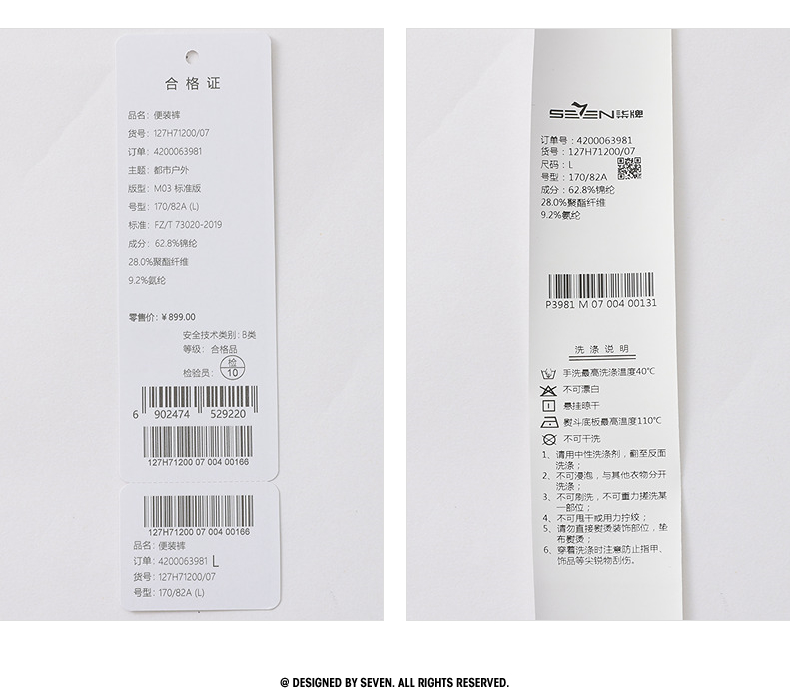 合格证
品名：便装裤
货号：127H71200/07
订单：4200063981
主题：都市户外
版型：M03 标准版
号型：170/82A (L)
标准：FZ/T 73020-2019
成分：62.8%锦纶
28.0%聚酯纤维
9.2%氨纶
零售价：¥899.00
安全技术类别：B类
等级：合格品
检验员：检10
6 902474 529220
127H71200 07 004 00166
127H71200 07 004 00166
品名：便装裤
订单：4200063981 L
货号：127H71200/07
号型：170/82A (L)
SEVEN柒牌
订单号：4200063981
货号：127H71200/07
尺码：L
号型：170/82A
成分：62.8%锦纶
28.0%聚酯纤维
9.2%氨纶
P3981 M 07 004 00131
洗涤说明
手洗最高洗涤温度40℃
不可漂白
悬挂晾干
熨斗底板最高温度110℃
不可干洗
1、请用中性洗涤剂，翻至反面
洗涤；
2、不可浸泡，与其他衣物分开
洗涤；
3、不可刷洗，不可重力搓洗某
一部位；
4、不可甩干或用力拧绞；
5、请勿直接熨烫装饰部位，垫
布熨烫；
6、穿着洗涤时注意防止指甲、
饰品等尖锐物刮伤。
@ DESIGNED BY SEVEN. ALL RIGHTS RESERVED.